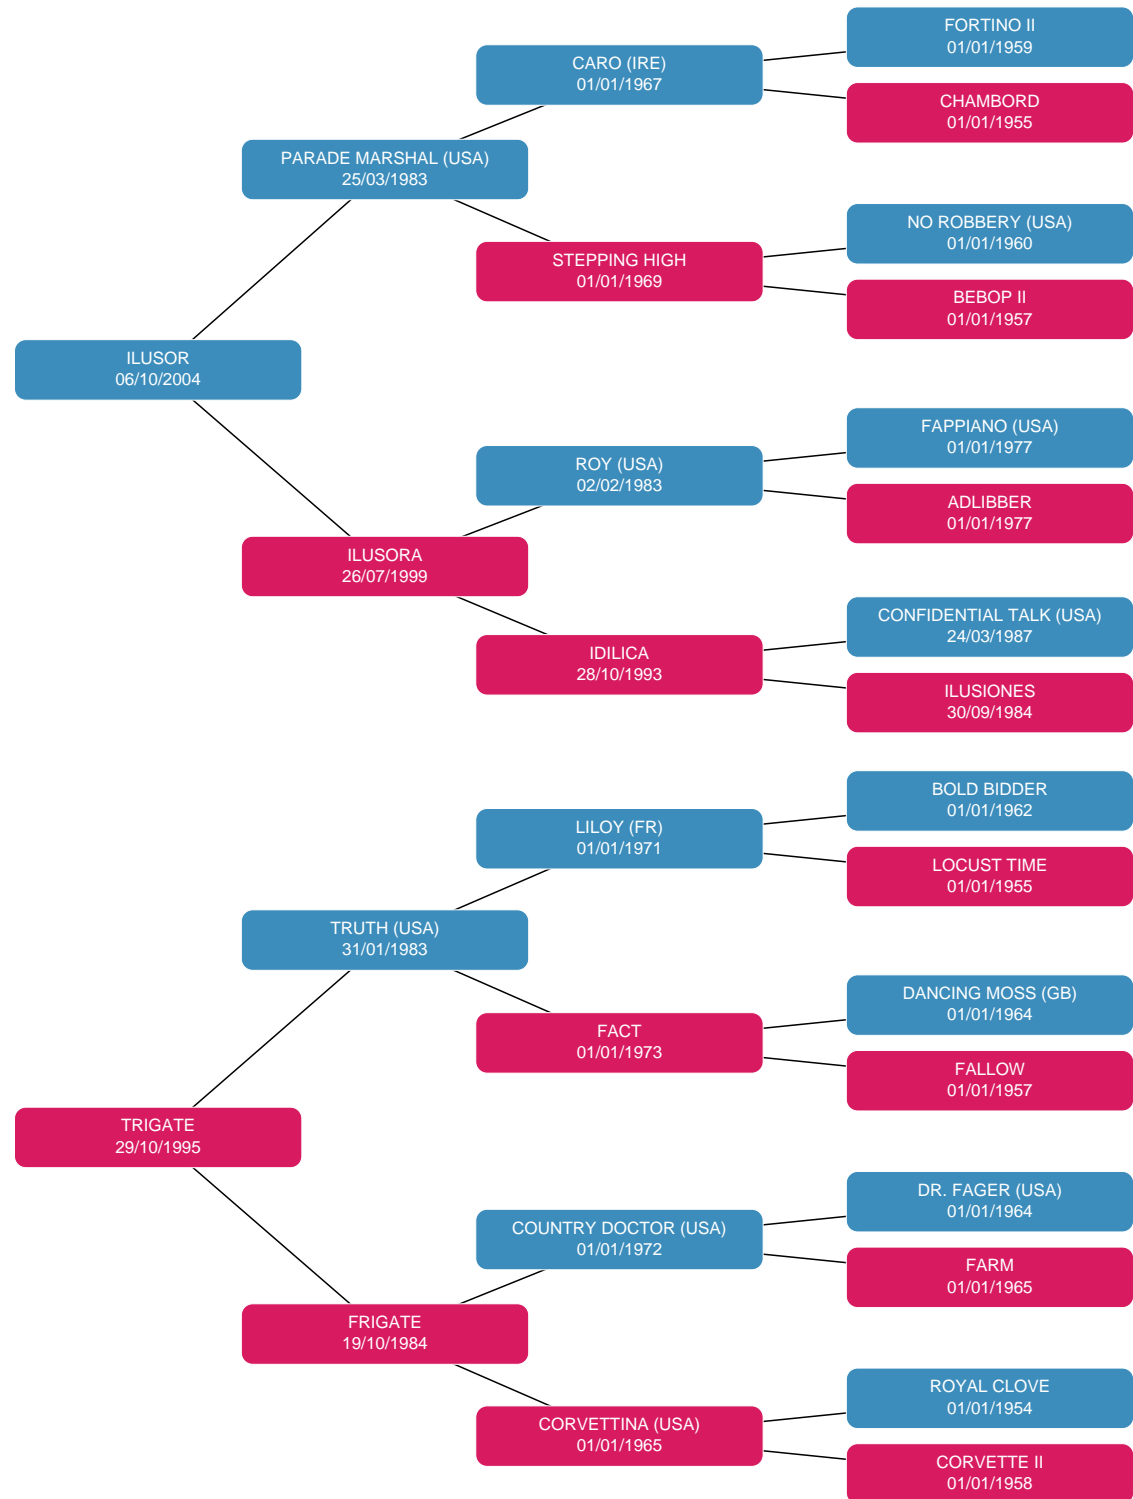 FORTINO II
01/01/1959
CARO (IRE)
01/01/1967
CHAMBORD
01/01/1955
PARADE MARSHAL (USA)
25/03/1983
NO ROBBERY (USA)
01/01/1960
STEPPING HIGH
01/01/1969
BEBOP II
01/01/1957
ILUSOR
06/10/2004
FAPPIANO (USA)
01/01/1977
ROY (USA)
02/02/1983
ADLIBBER
01/01/1977
ILUSORA
26/07/1999
CONFIDENTIAL TALK (USA)
24/03/1987
IDILICA
28/10/1993
ILUSIONES
30/09/1984
BOLD BIDDER
01/01/1962
LILOY (FR)
01/01/1971
LOCUST TIME
01/01/1955
TRUTH (USA)
31/01/1983
DANCING MOSS (GB)
01/01/1964
FACT
01/01/1973
FALLOW
01/01/1957
TRIGATE
29/10/1995
DR. FAGER (USA)
01/01/1964
COUNTRY DOCTOR (USA)
01/01/1972
FARM
01/01/1965
FRIGATE
19/10/1984
ROYAL CLOVE
01/01/1954
CORVETTINA (USA)
01/01/1965
CORVETTE II
01/01/1958